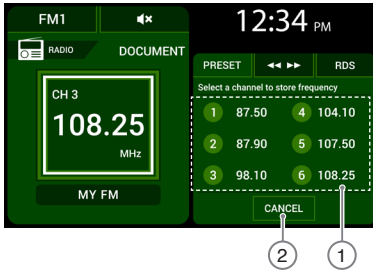 FM1
12:34 PM
RADIO
DOCUMENT
PRESET
RDS
Select a channel to store frequency
CH 3
108.25
MHz
MY FM
1 87.50
4 104.10
2 87.90
5 107.50
3 98.10
6 108.25
CANCEL
2
1